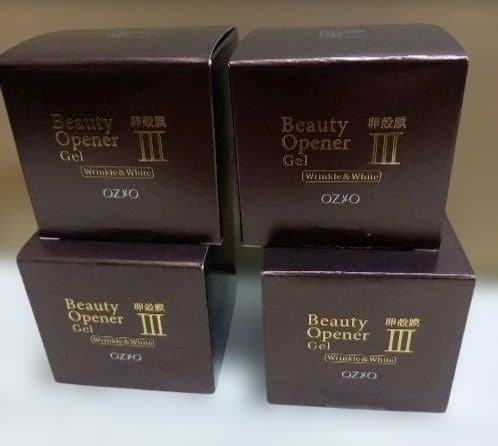 Beauty 卵殻膜
Opener III
Gel
Wrinkle & White
OZIO
Beauty 卵殻膜
Opener III
Gel
Wrinkle & White
OZIO
Beauty 卵殻膜
Opener III
Gel
Wrinkle & White
OZIO
Beauty 卵殻膜
Opener III
Gel
Wrinkle & White
OZIO